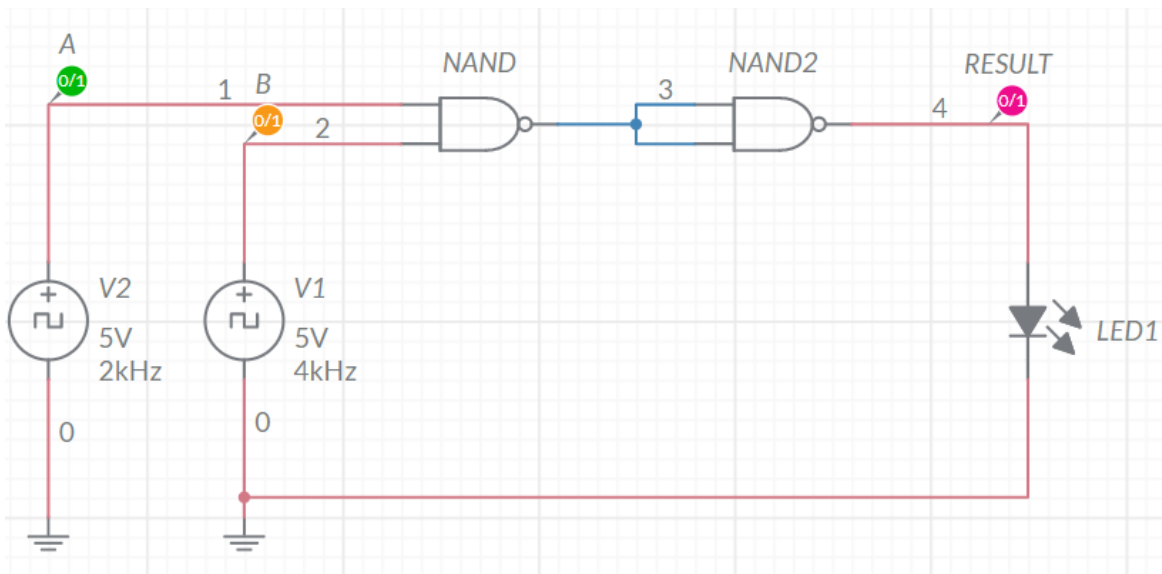 A
0/1
1
B
0/1
2
NAND
3
NAND2
4
RESULT
0/1
V2
5V
2kHz
V1
5V
4kHz
LED1
0
0